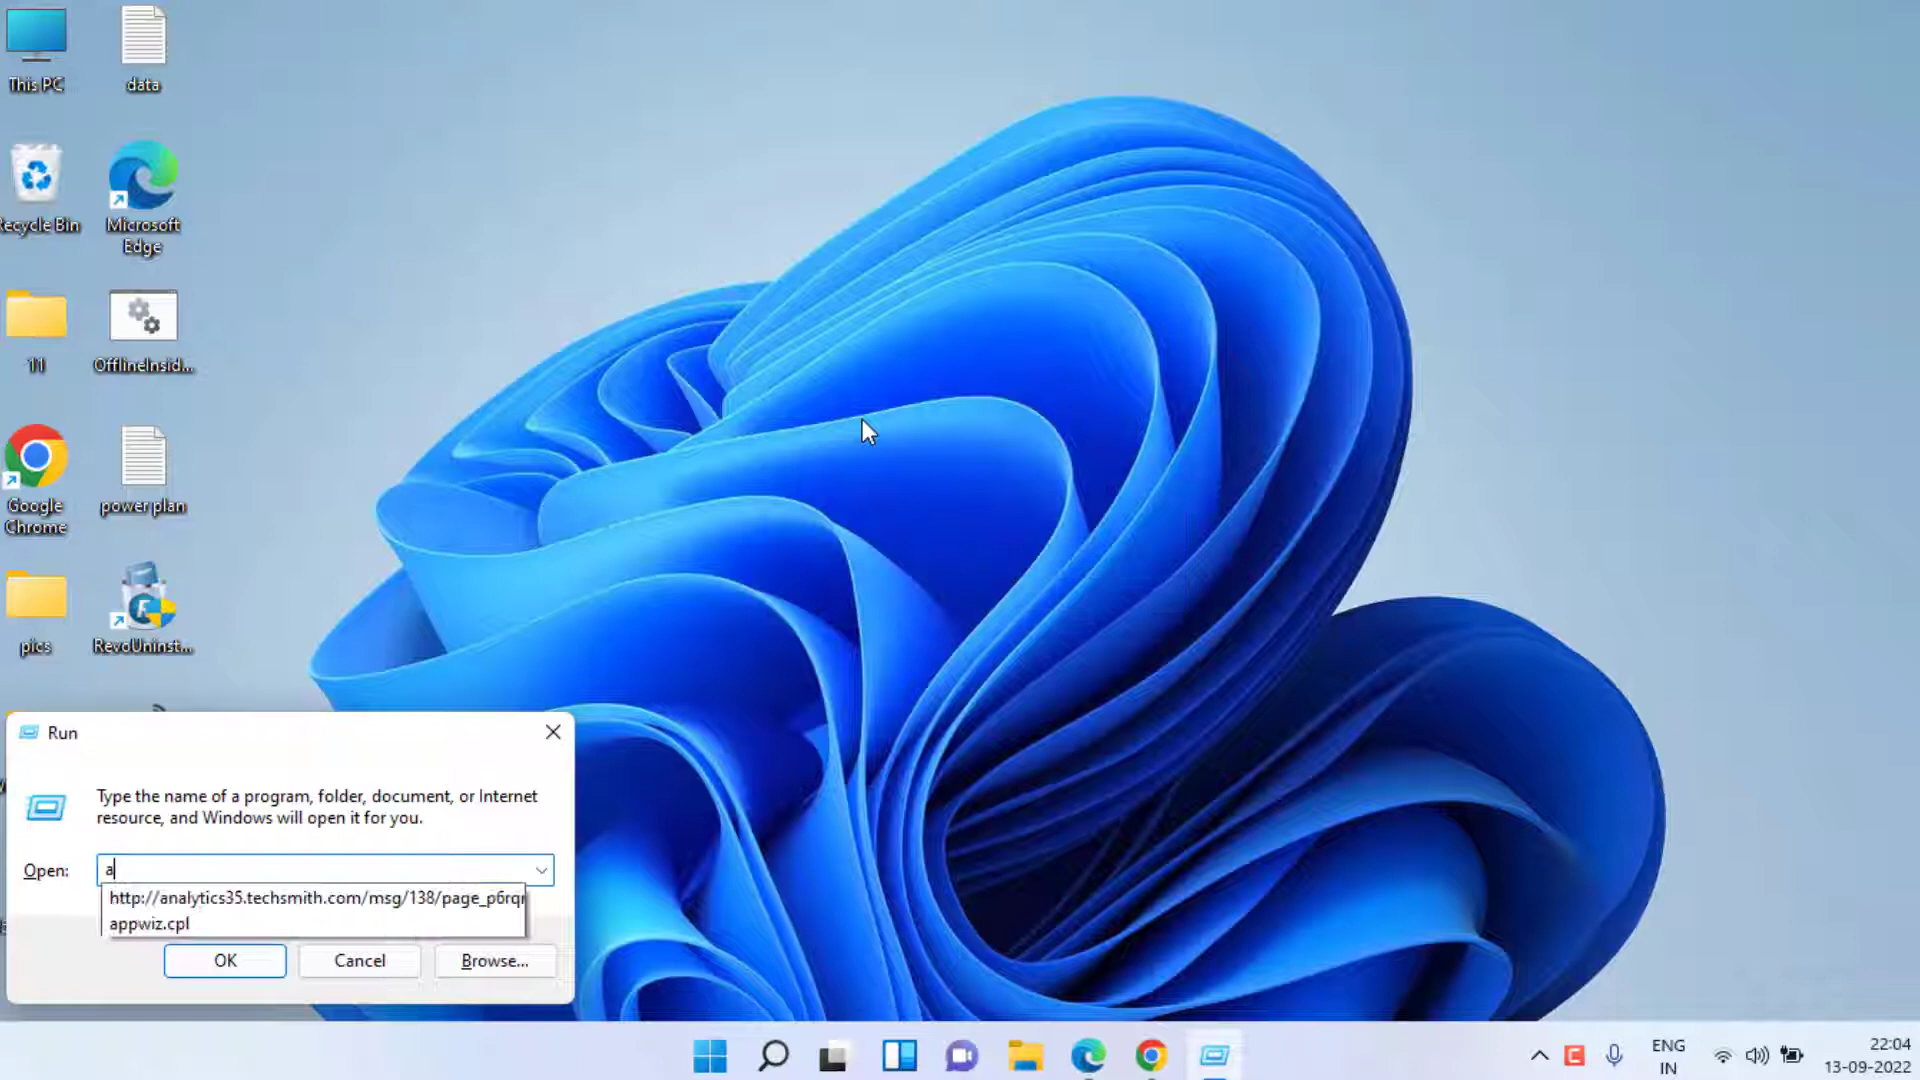 This PC
data
Recycle Bin
Microsoft
Edge
11
OfflineInsid...
Google
Chrome
power plan
pics
RevoUninst...
Run
Type the name of a program, folder, document, or Internet
resource, and Windows will open it for you.
Open:
a
http://analytics35.techsmith.com/msg/138/page_p6rqr
appwiz.cpl
OK
Cancel
Browse...
ENG
IN
22:04
13-09-2022